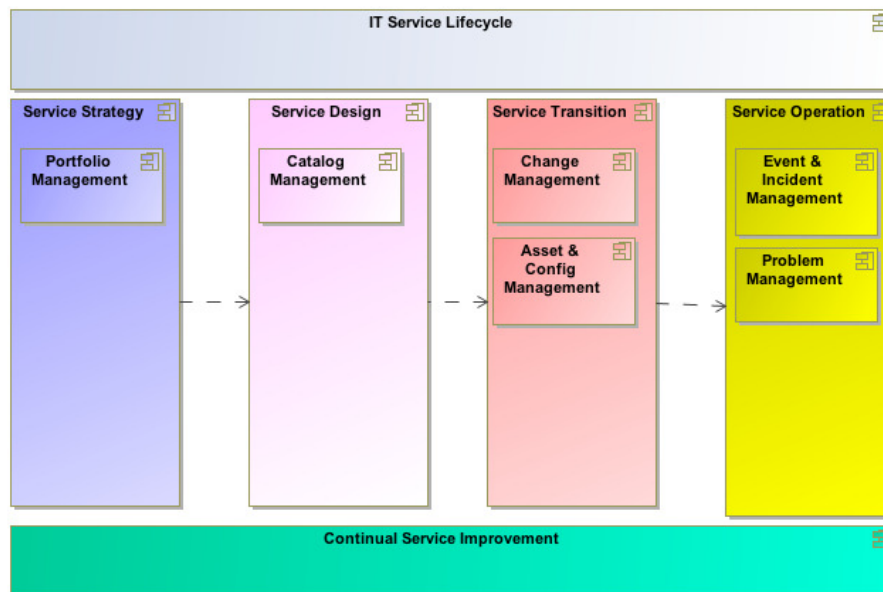 IT Service Lifecycle
Service Strategy
Portfolio
Management
Service Design
Catalog
Management
Service Transition
Change
Management
Asset &
Config
Management
Service Operation
Event &
Incident
Management
Problem
Management
Continual Service Improvement